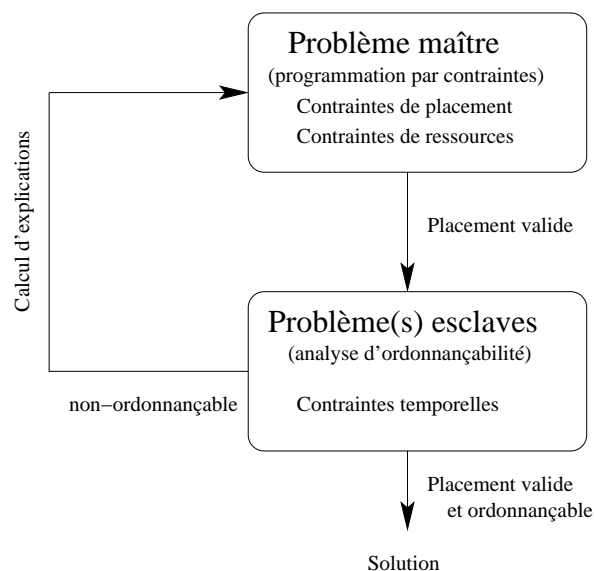 Problème maître
(programmation par contraintes)
Contraintes de placement
Contraintes de ressources
Calcul d'explications
Placement valide
Problème(s) esclaves
(analyse d'ordonnançabilité)
non−ordonnançable
Contraintes temporelles
Placement valide
et ordonnançable
Solution